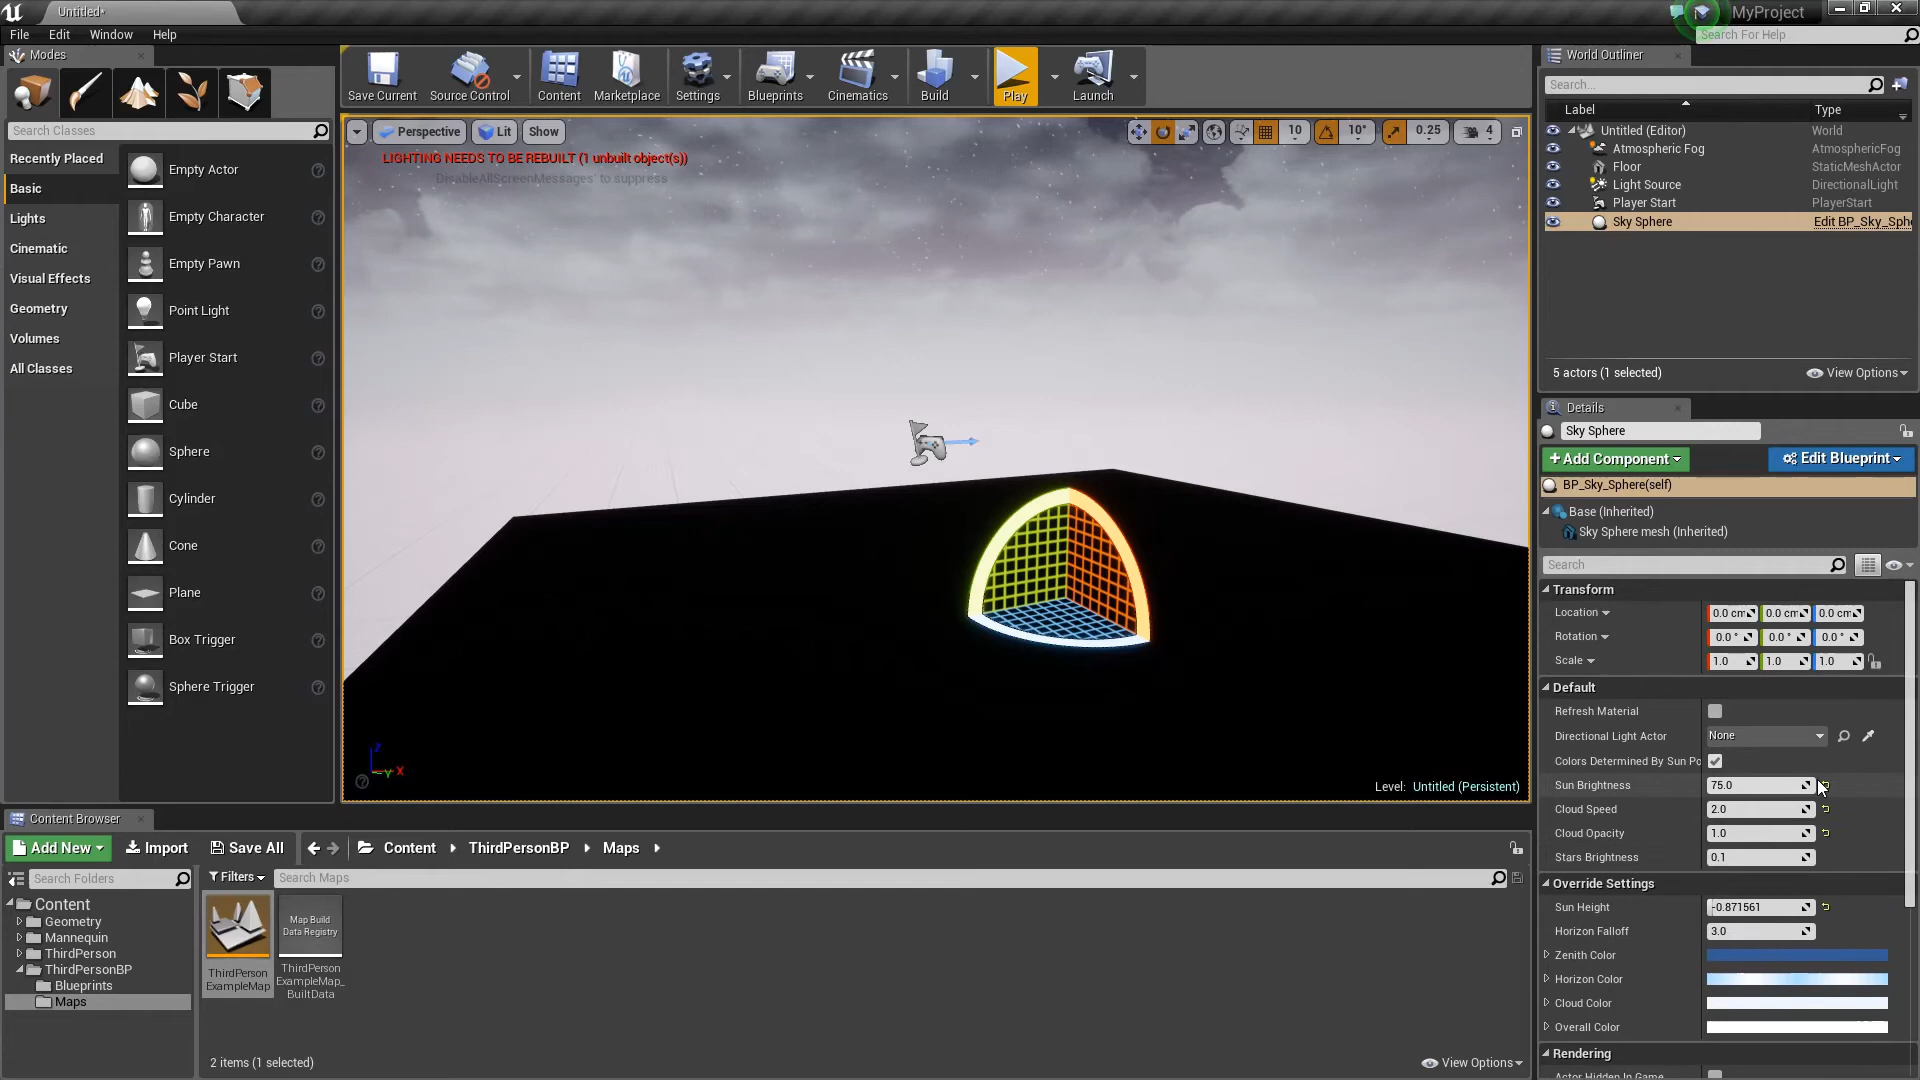 Untitled*
MyProject
File Edit Window Help
Search For Help
Modes
Search Classes
Recently Placed
Basic
Lights
Cinematic
Visual Effects
Geometry
Volumes
All Classes
Empty Actor
Empty Character
Empty Pawn
Point Light
Player Start
Cube
Sphere
Cylinder
Cone
Plane
Box Trigger
Sphere Trigger
Save Current Source Control Content Marketplace Settings Blueprints Cinematics Build Play Launch
Perspective Lit Show 10 10° 0.25 4
LIGHTING NEEDS TO BE REBUILT (1 unbuilt object(s))
'DisableAllScreenMessages' to suppress
Z
Y X
Level: Untitled (Persistent)
World Outliner
Search...
Label Type
Untitled (Editor) World
Atmospheric Fog AtmosphericFog
Floor StaticMeshActor
Light Source DirectionalLight
Player Start PlayerStart
Sky Sphere Edit BP_Sky_Sph
5 actors (1 selected) View Options
Details
Sky Sphere
+Add Component Edit Blueprint
BP_Sky_Sphere(self)
Base (Inherited)
Sky Sphere mesh (Inherited)
Search
Transform
Location 0.0 cm 0.0 cm 0.0 cm
Rotation 0.0 ° 0.0 ° 0.0 °
Scale 1.0 1.0 1.0
Default
Refresh Material
Directional Light Actor None
Colors Determined By Sun Po
Sun Brightness 75.0
Cloud Speed 2.0
Cloud Opacity 1.0
Stars Brightness 0.1
Override Settings
Sun Height -0.871561
Horizon Falloff 3.0
Zenith Color
Horizon Color
Cloud Color
Overall Color
Rendering
Actor Hidden In Game
Content Browser
Add New Import Save All Content ThirdPersonBP Maps
Search Folders
Filters Search Maps
Content
Geometry
Mannequin
ThirdPerson
ThirdPersonBP
Blueprints
Maps
ThirdPerson
ExampleMap
Map Build
Data Registry
ThirdPerson
ExampleMap_
BuiltData
2 items (1 selected)
View Options